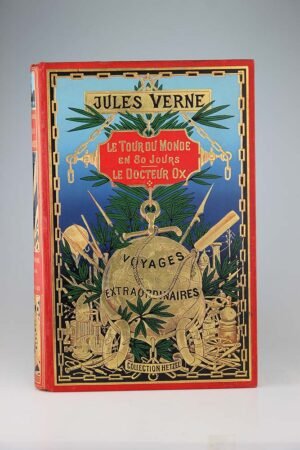 JULES VERNE
LE TOUR DU MONDE
EN 80 JOURS
LE DOCTEUR OX
VOYAGES
EXTRAORDINAIRES
COLLECTION HETZEL